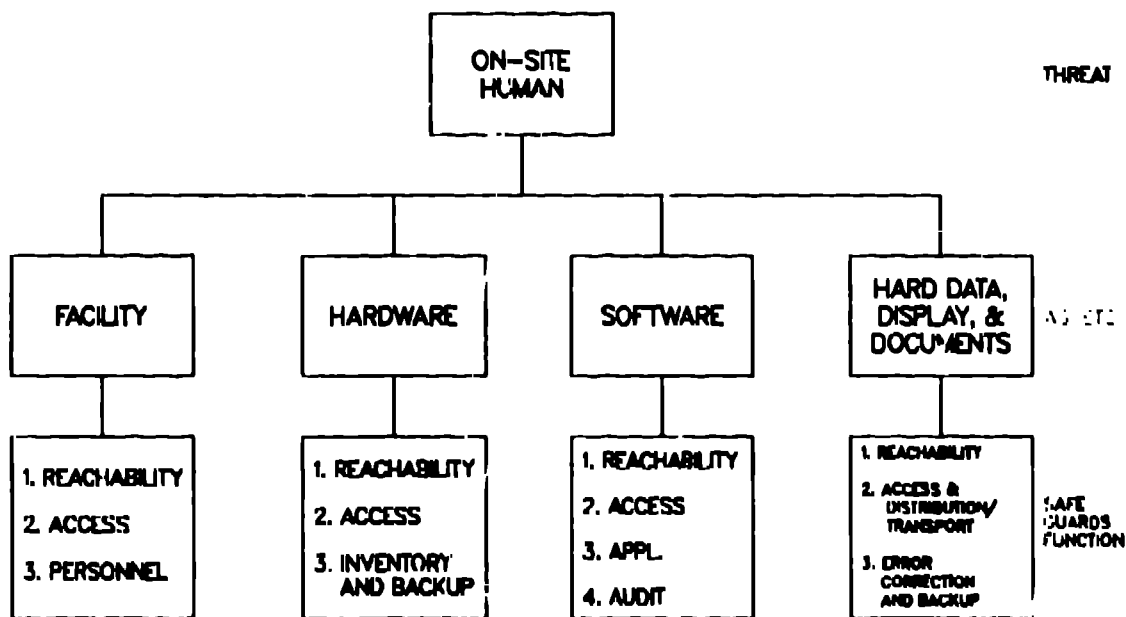 ON-SITE
HUMAN
THREAT
FACILITY
HARDWARE
SOFTWARE
HARD DATA,
DISPLAY, &
DOCUMENTS
1. REACHABILITY
2. ACCESS
3. PERSONNEL
1. REACHABILITY
2. ACCESS
3. INVENTORY
AND BACKUP
1. REACHABILITY
2. ACCESS
3. APPL.
4. AUDIT
1. REACHABILITY
2. ACCESS &
DISTRIBUTION/
TRANSPORT
3. ERROR
CORRECTION
AND BACKUP
SAFE
GUARDS
FUNCTION